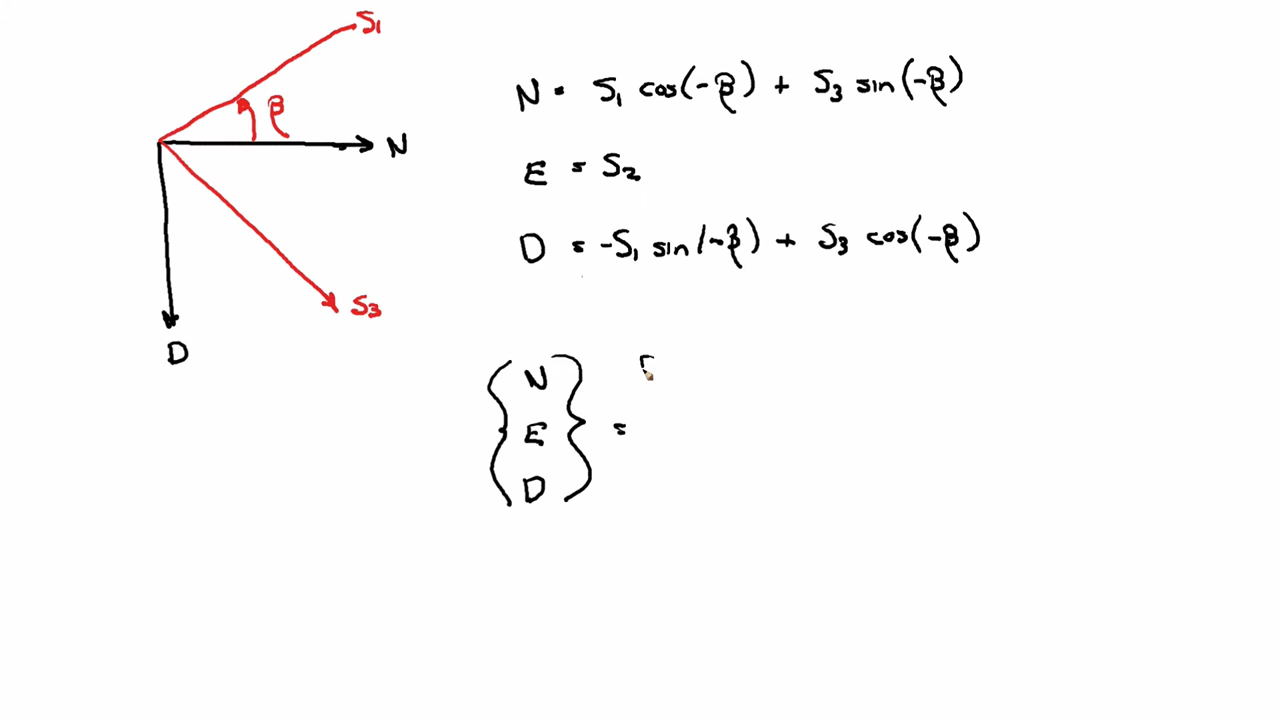 S₁
β
N
S₃
D
N = S₁ cos(-β) + S₃ sin(-β)
E = S₂
D = -S₁ sin(-β) + S₃ cos(-β)
{ N
E
D } =